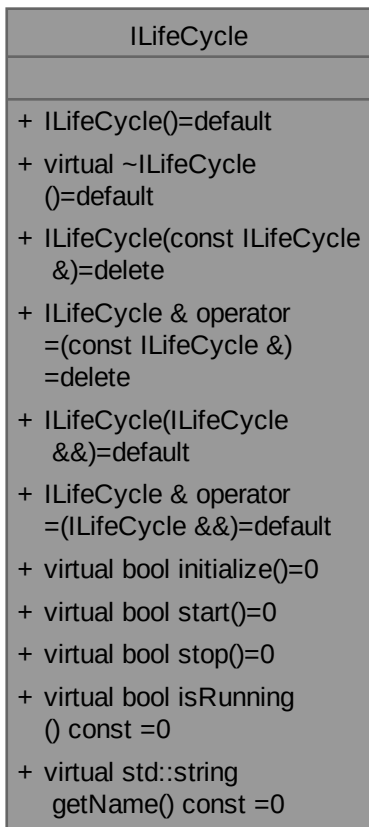 ILifeCycle
+ ILifeCycle()=default
+ virtual ~ILifeCycle
()=default
+ ILifeCycle(const ILifeCycle
&)=delete
+ ILifeCycle & operator
=(const ILifeCycle &)
=delete
+ ILifeCycle(ILifeCycle
&&)=default
+ ILifeCycle & operator
=(ILifeCycle &&)=default
+ virtual bool initialize()=0
+ virtual bool start()=0
+ virtual bool stop()=0
+ virtual bool isRunning
() const =0
+ virtual std::string
getName() const =0